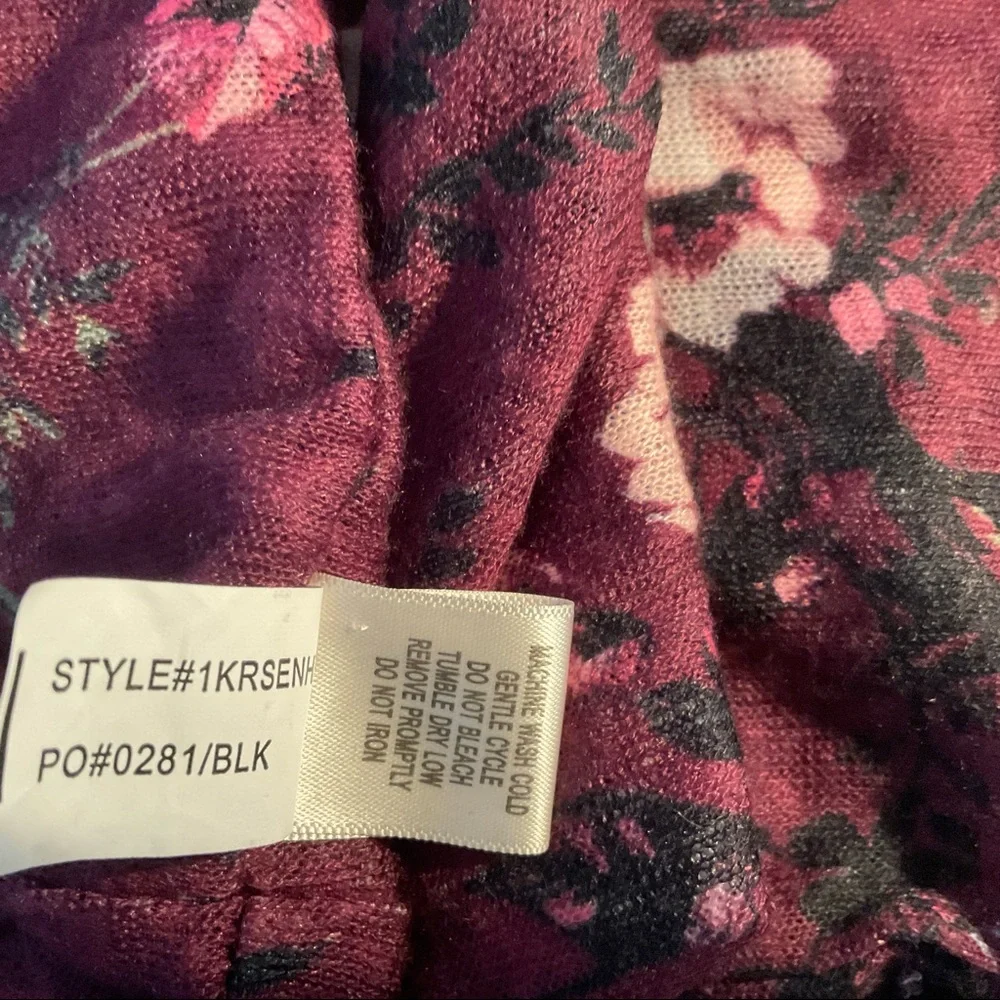 STYLE#1KRSENH
PO#0281/BLK
MACHINE WASH COLD
GENTLE CYCLE
DO NOT BLEACH
TUMBLE DRY LOW
REMOVE PROMPTLY
DO NOT IRON